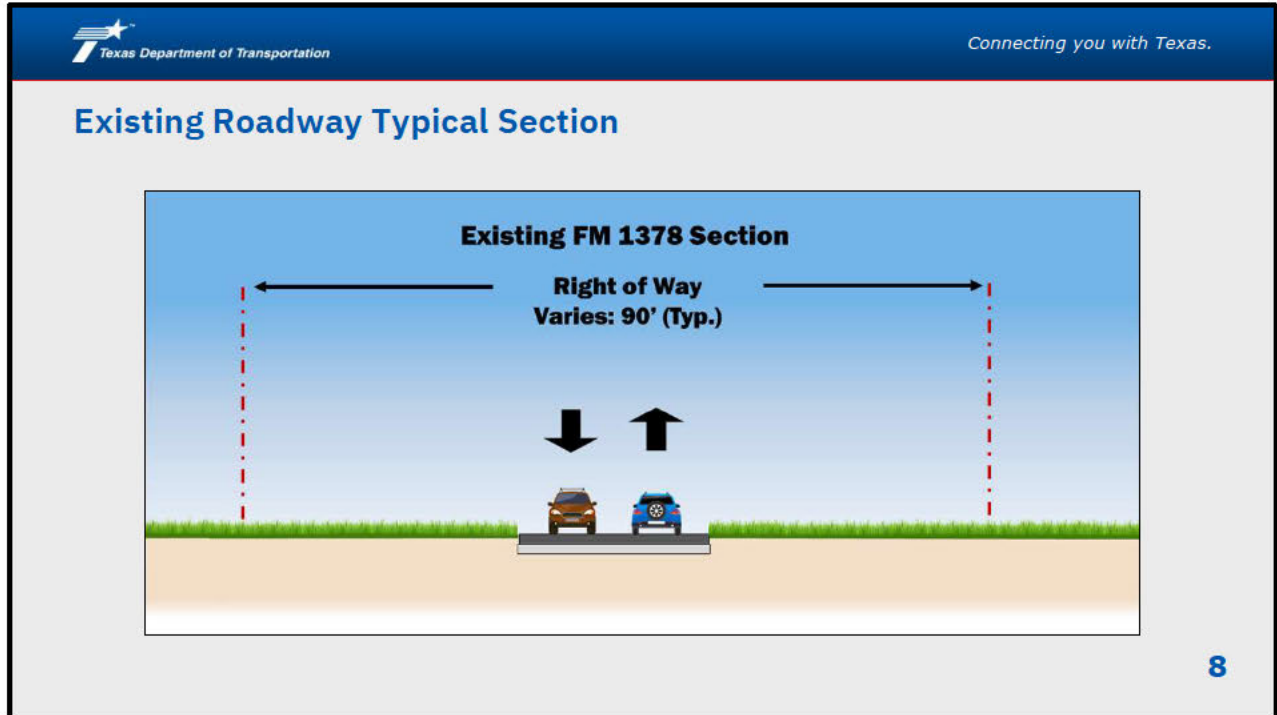 Texas Department of Transportation
Connecting you with Texas.
Existing Roadway Typical Section
Existing FM 1378 Section
Right of Way
Varies: 90' (Typ.)
8